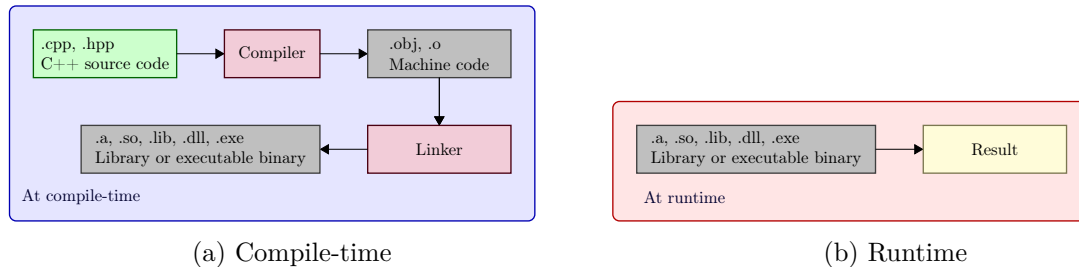 .cpp, .hpp
C++ source code
Compiler
.obj, .o
Machine code
.a, .so, .lib, .dll, .exe
Library or executable binary
Linker
At compile-time
(a) Compile-time
.a, .so, .lib, .dll, .exe
Library or executable binary
Result
At runtime
(b) Runtime